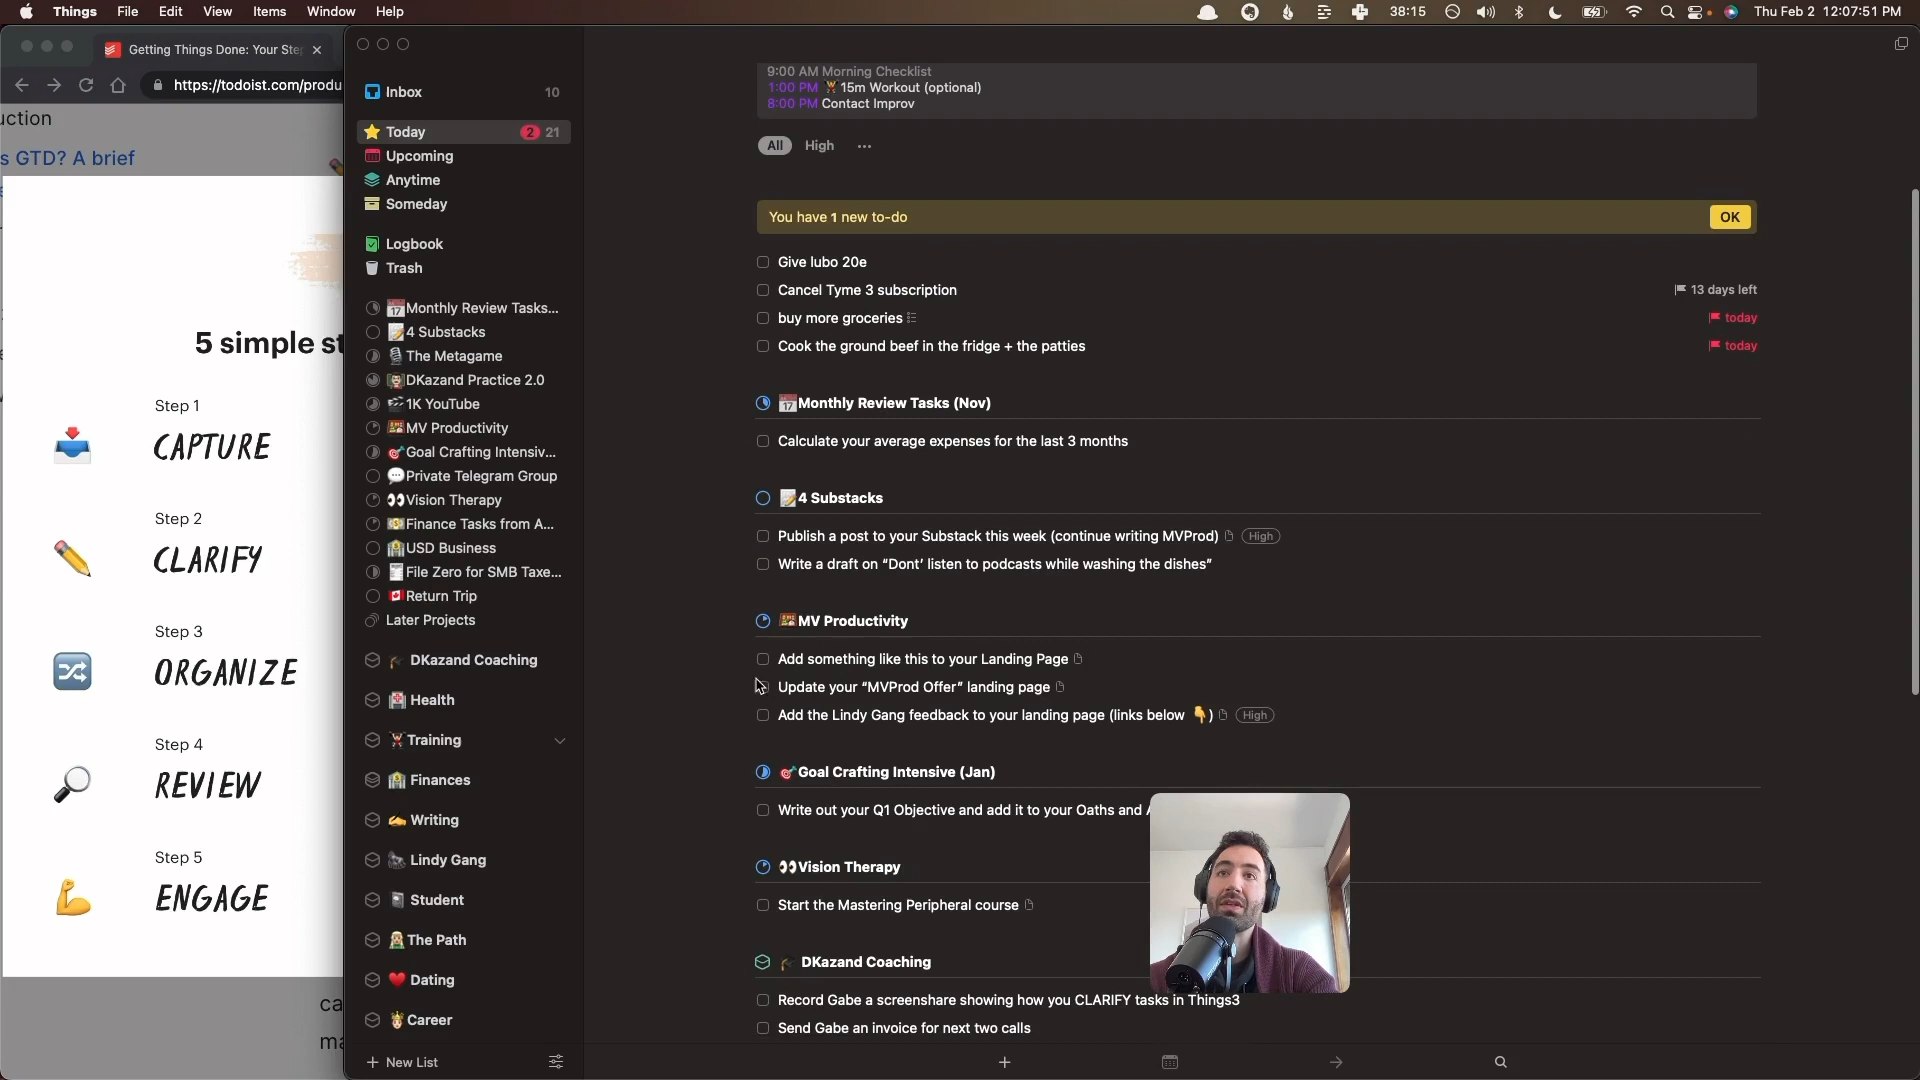 Things File Edit View Items Window Help 38:15 Thu Feb 2 12:07:51 PM
Getting Things Done: Your Ste
https://todoist.com/produ
uction
s GTD? A brief
5 simple st
Step 1
CAPTURE
Step 2
CLARIFY
Step 3
ORGANIZE
Step 4
REVIEW
Step 5
ENGAGE
ca
ma
Inbox 10
Today 2 21
Upcoming
Anytime
Someday
Logbook
Trash
Monthly Review Tasks...
4 Substacks
The Metagame
DKazand Practice 2.0
1K YouTube
MV Productivity
Goal Crafting Intensiv...
Private Telegram Group
Vision Therapy
Finance Tasks from A...
USD Business
File Zero for SMB Taxe...
Return Trip
Later Projects
DKazand Coaching
Health
Training
Finances
Writing
Lindy Gang
Student
The Path
Dating
Career
New List
9:00 AM Morning Checklist
1:00 PM 15m Workout (optional)
8:00 PM Contact Improv
All High ...
You have 1 new to-do OK
Give lubo 20e
Cancel Tyme 3 subscription 13 days left
buy more groceries today
Cook the ground beef in the fridge + the patties today
17 Monthly Review Tasks (Nov)
Calculate your average expenses for the last 3 months
4 Substacks
Publish a post to your Substack this week (continue writing MVProd) High
Write a draft on “Dont’ listen to podcasts while washing the dishes”
MV Productivity
Add something like this to your Landing Page
Update your “MVProd Offer” landing page
Add the Lindy Gang feedback to your landing page (links below 👇) High
Goal Crafting Intensive (Jan)
Write out your Q1 Objective and add it to your Oaths and
Vision Therapy
Start the Mastering Peripheral course
DKazand Coaching
Record Gabe a screenshare showing how you CLARIFY tasks in Things3
Send Gabe an invoice for next two calls